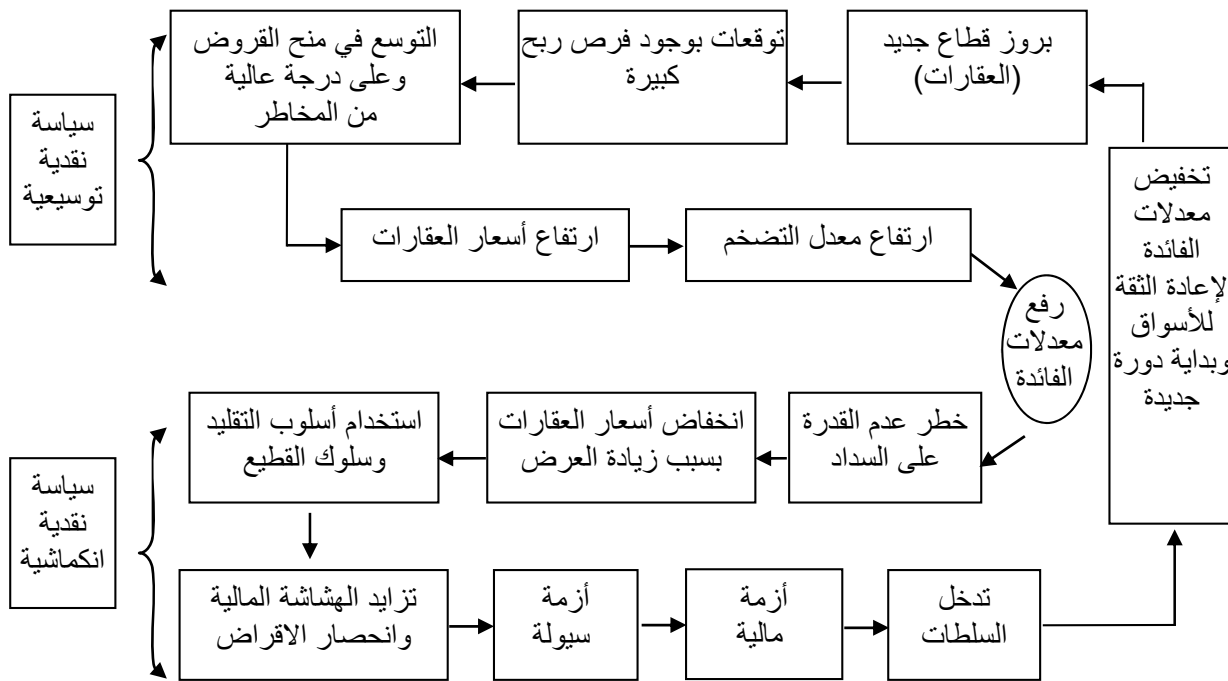 بروز قطاع جديد
(العقارات)
توقعات بوجود فرص ربح
كبيرة
التوسع في منح القروض
وعلى درجة عالية
من المخاطر
سياسة
نقدية
توسيعية
ارتفاع أسعار العقارات
ارتفاع معدل التضخم
رفع
معدلات
الفائدة
خطر عدم القدرة
على السداد
انخفاض أسعار العقارات
بسبب زيادة العرض
استخدام أسلوب التقليد
وسلوك القطيع
سياسة
نقدية
انكماشية
تزايد الهشاشة المالية
وانحصار الاقراض
أزمة
سيولة
أزمة
مالية
تدخل
السلطات
تخفيض
معدلات
الفائدة
لإعادة الثقة
للأسواق
وبداية دورة
جديدة